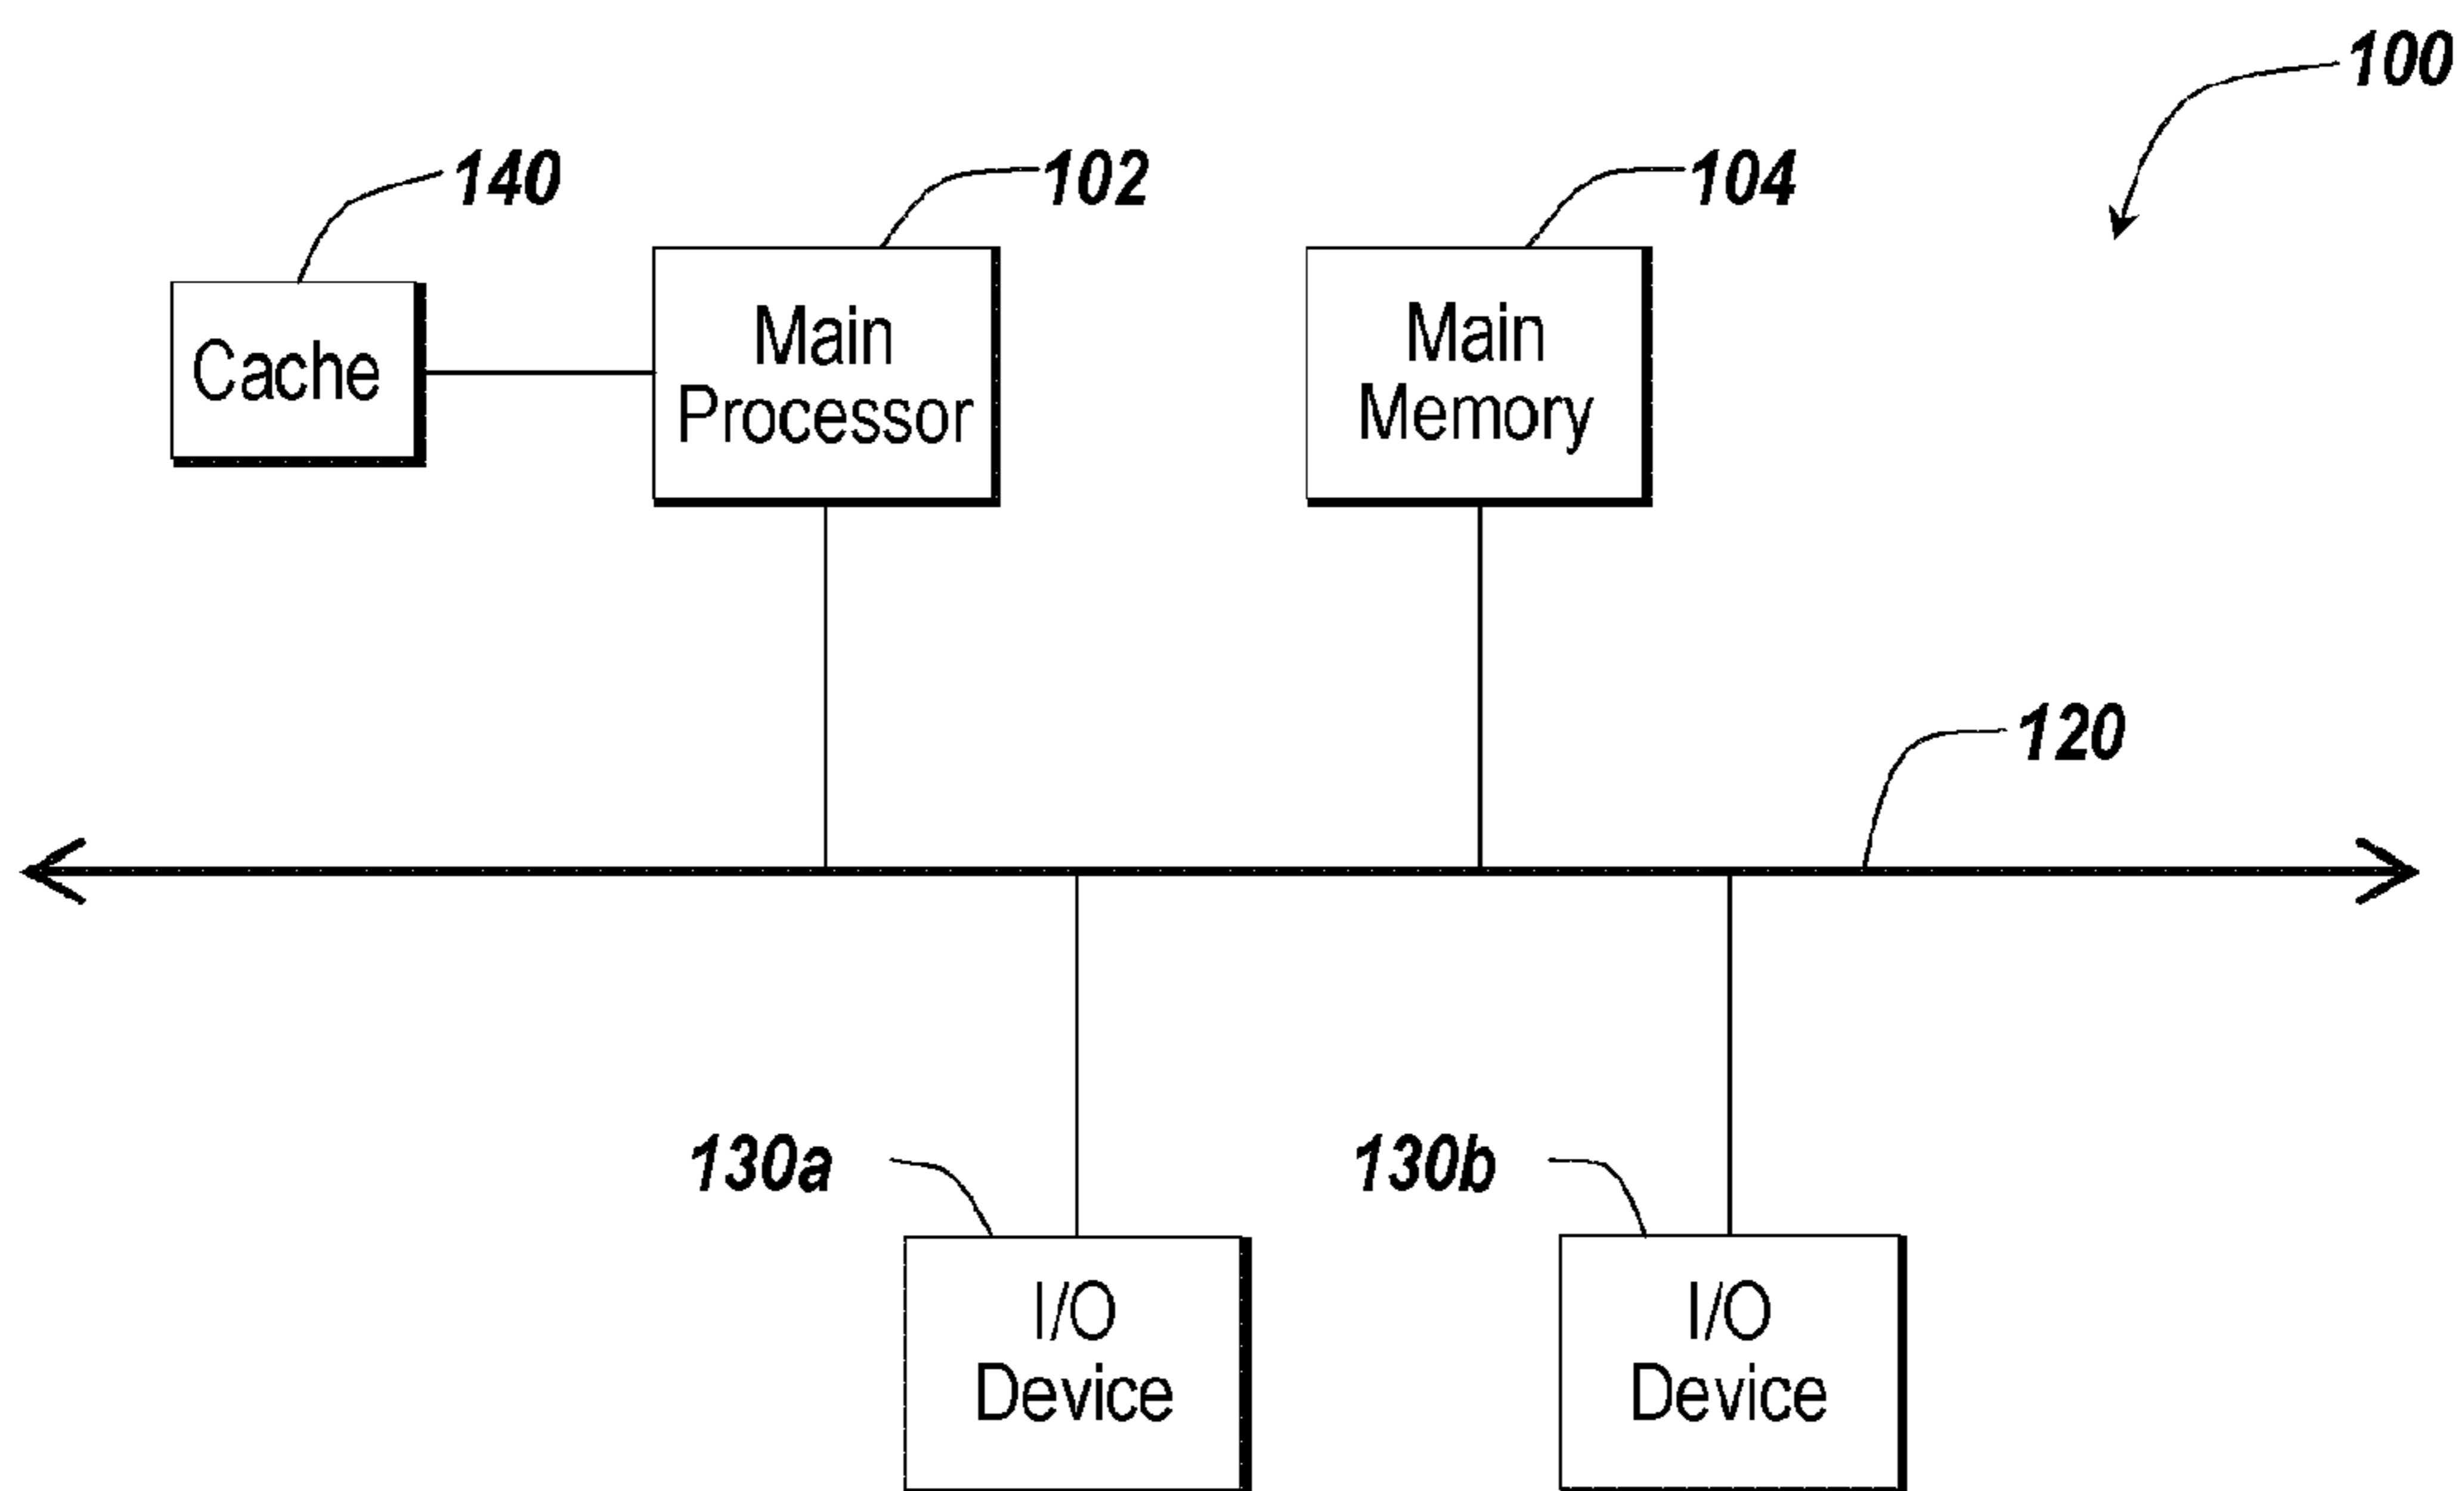 100
140
102
104
Cache
Main
Processor
Main
Memory
120
130a
130b
I/O
Device
I/O
Device